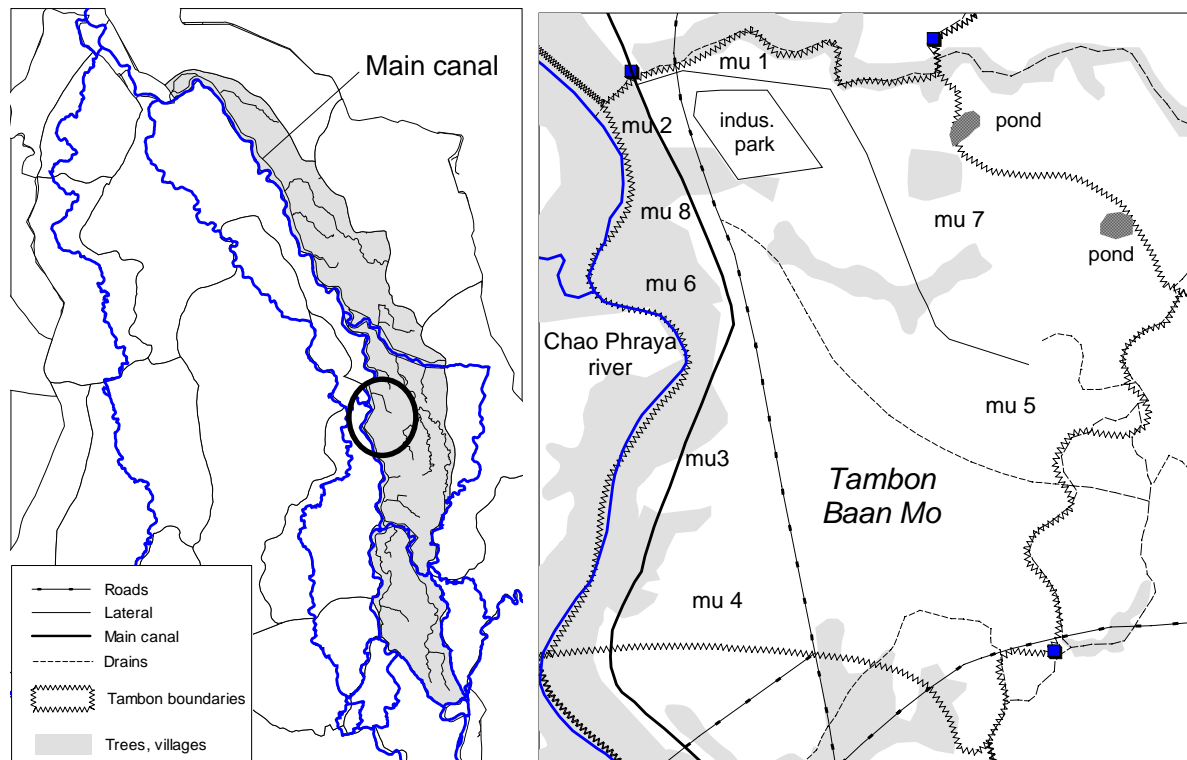 Main canal
Roads
Lateral
Main canal
Drains
Tambon boundaries
Trees, villages
mu 1
indus.
park
pond
mu 2
mu 8
mu 7
pond
mu 6
Chao Phraya
river
mu 5
mu3
Tambon
Baan Mo
mu 4